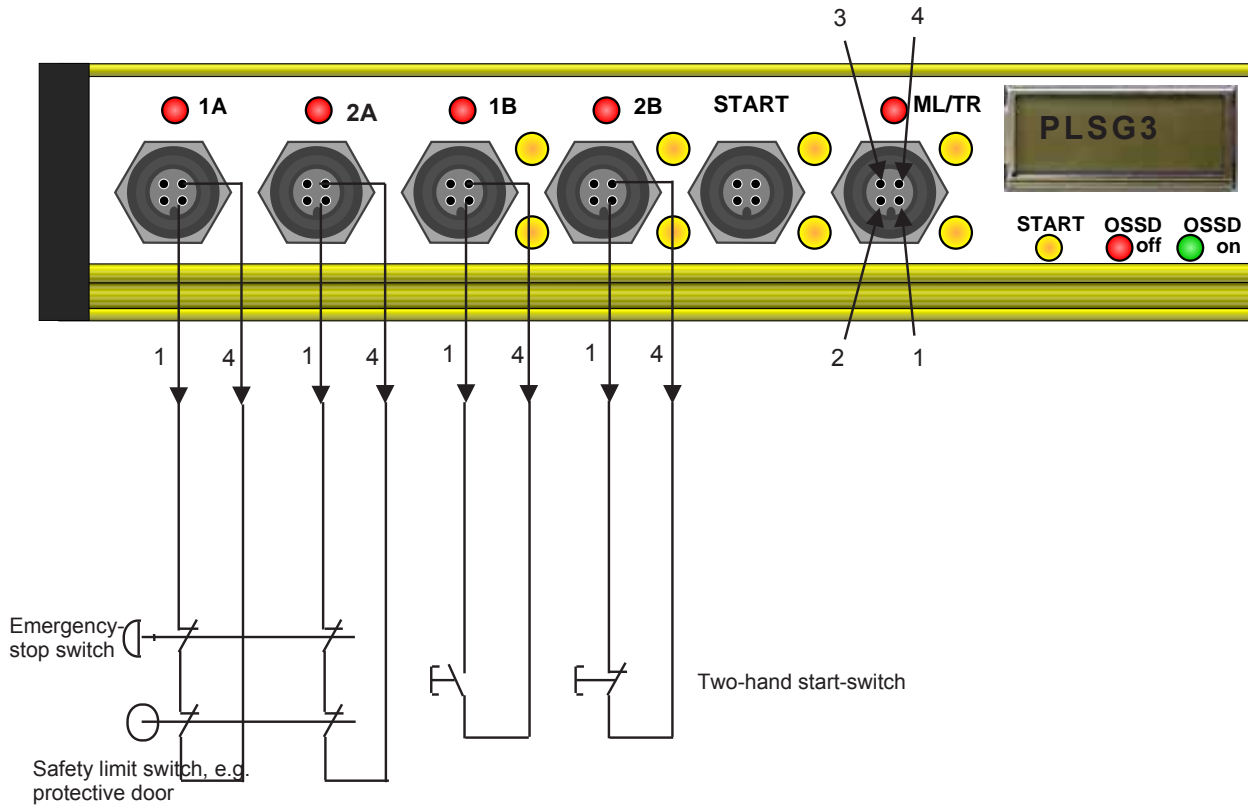 3 4
1A 2A 1B 2B START ML/TR
PLSG3
START OSSD off OSSD on
2 1
1 4 1 4 1 4 1 4
Emergency-
stop switch
Two-hand start-switch
Safety limit switch, e.g.
protective door